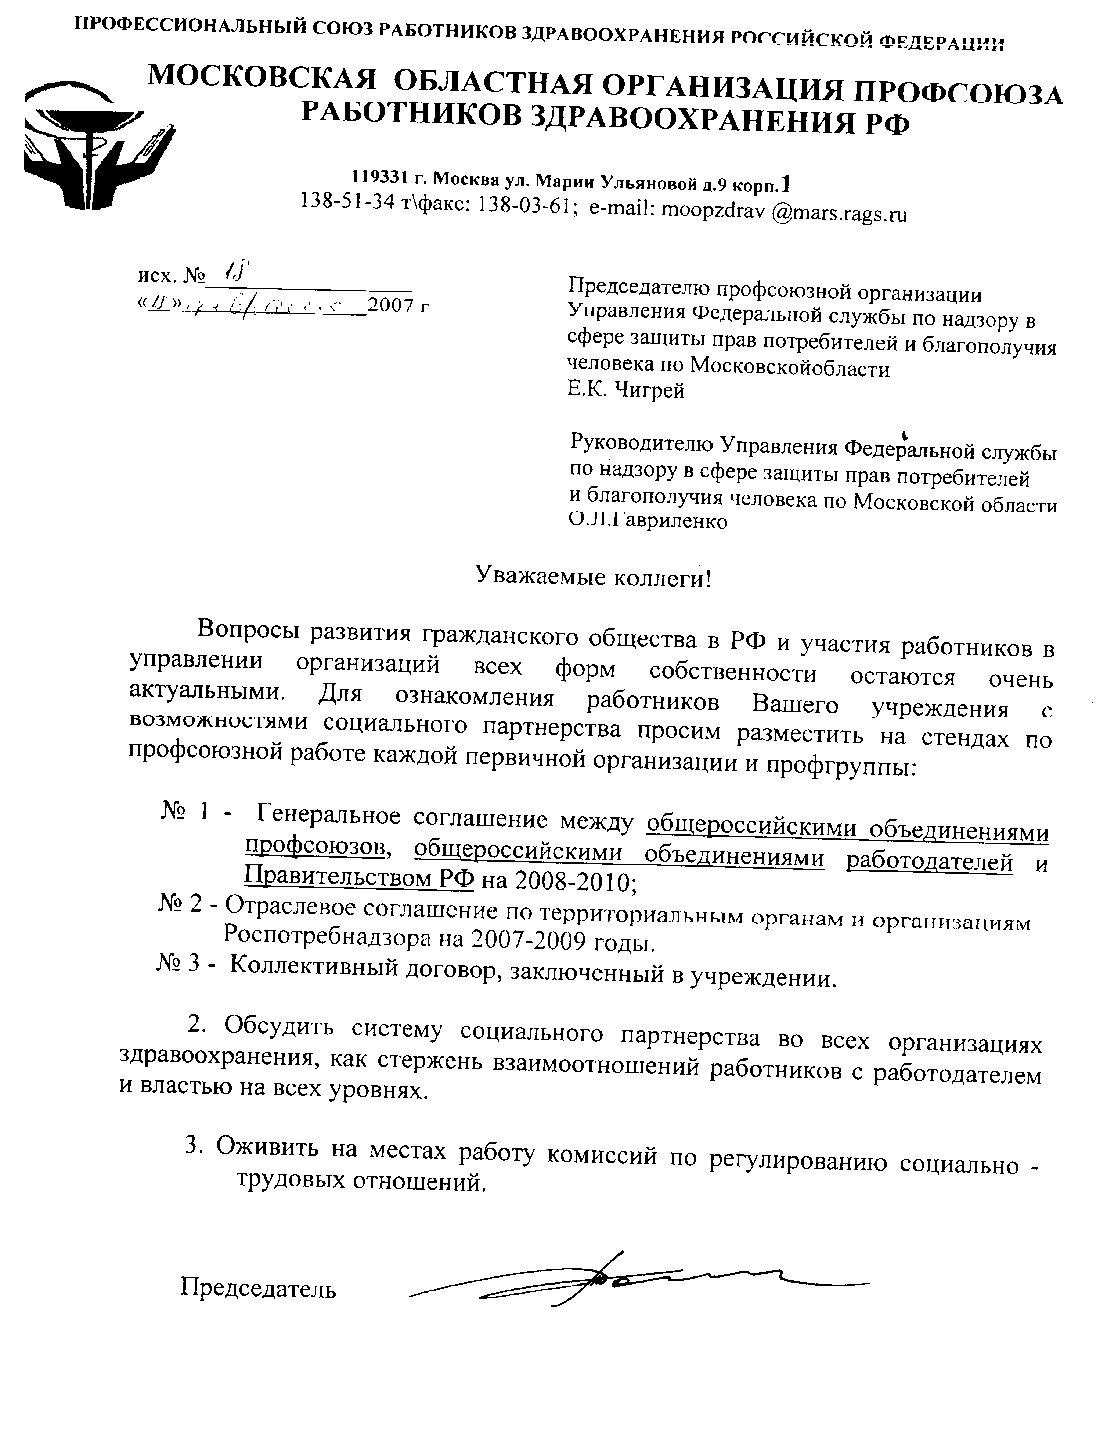 ПРОФЕССИОНАЛЬНЫЙ СОЮЗ РАБОТНИКОВ ЗДРАВООХРАНЕНИЯ РОССИЙСКОЙ ФЕДЕРАЦИИ
МОСКОВСКАЯ ОБЛАСТНАЯ ОРГАНИЗАЦИЯ ПРОФСОЮЗА
РАБОТНИКОВ ЗДРАВООХРАНЕНИЯ РФ
119331 г. Москва ул. Марии Ульяновой д.9 корп.1
138-51-34 т\факс: 138-03-61; e-mail: moopzdrav @mars.rags.ru
исх. №
2007 г
Председателю профсоюзной организации
Управления Федеральной службы по надзору в
сфере защиты прав потребителей и благополучия
человека по Московскойобласти
Е.К. Чигрей
Руководителю Управления Федеральной службы
по надзору в сфере защиты прав потребителей
и благополучия человека по Московской области
О.Л.Гавриленко
Уважаемые коллеги!
Вопросы развития гражданского общества в РФ и участия работников в
управлении организаций всех форм собственности остаются очень
актуальными. Для ознакомления работников Вашего учреждения с
возможностями социального партнерства просим разместить на стендах по
профсоюзной работе каждой первичной организации и профгруппы:
№ 1 - Генеральное соглашение между общероссийскими объединениями
профсоюзов, общероссийскими объединениями работодателей и
Правительством РФ на 2008-2010;
№ 2 - Отраслевое соглашение по территориальным органам и организациям
Роспотребнадзора на 2007-2009 годы.
№ 3 - Коллективный договор, заключенный в учреждении.
2. Обсудить систему социального партнерства во всех организациях
здравоохранения, как стержень взаимоотношений работников с работодателем
и властью на всех уровнях.
3. Оживить на местах работу комиссий по регулированию социально -
трудовых отношений.
Председатель